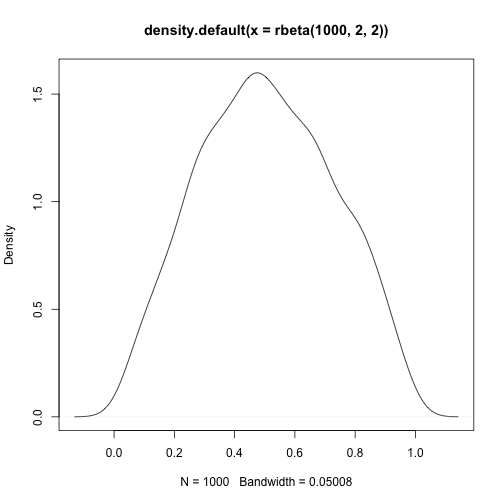 density.default(x = rbeta(1000, 2, 2))
Density
0.0
0.5
1.0
1.5
0.0 0.2 0.4 0.6 0.8 1.0
N = 1000 Bandwidth = 0.05008